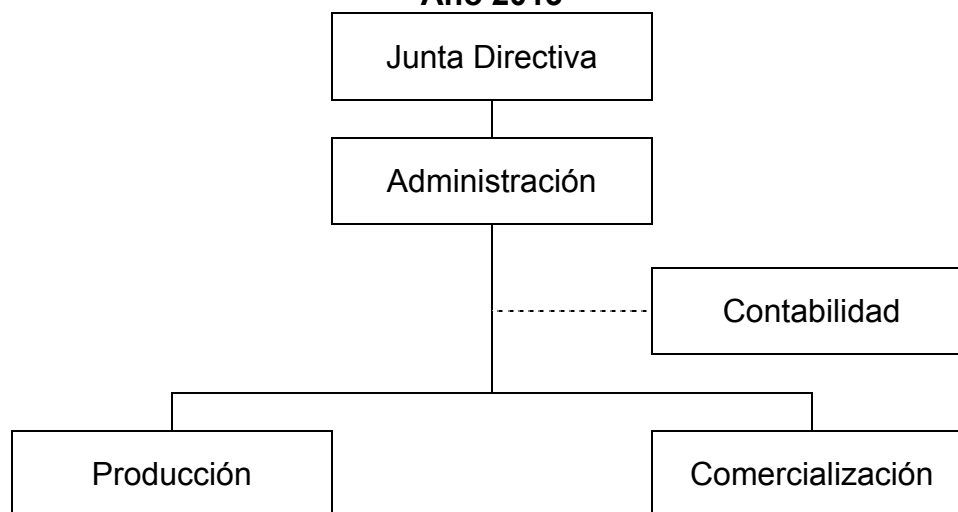 Junta Directiva
Administración
Contabilidad
Producción
Comercialización